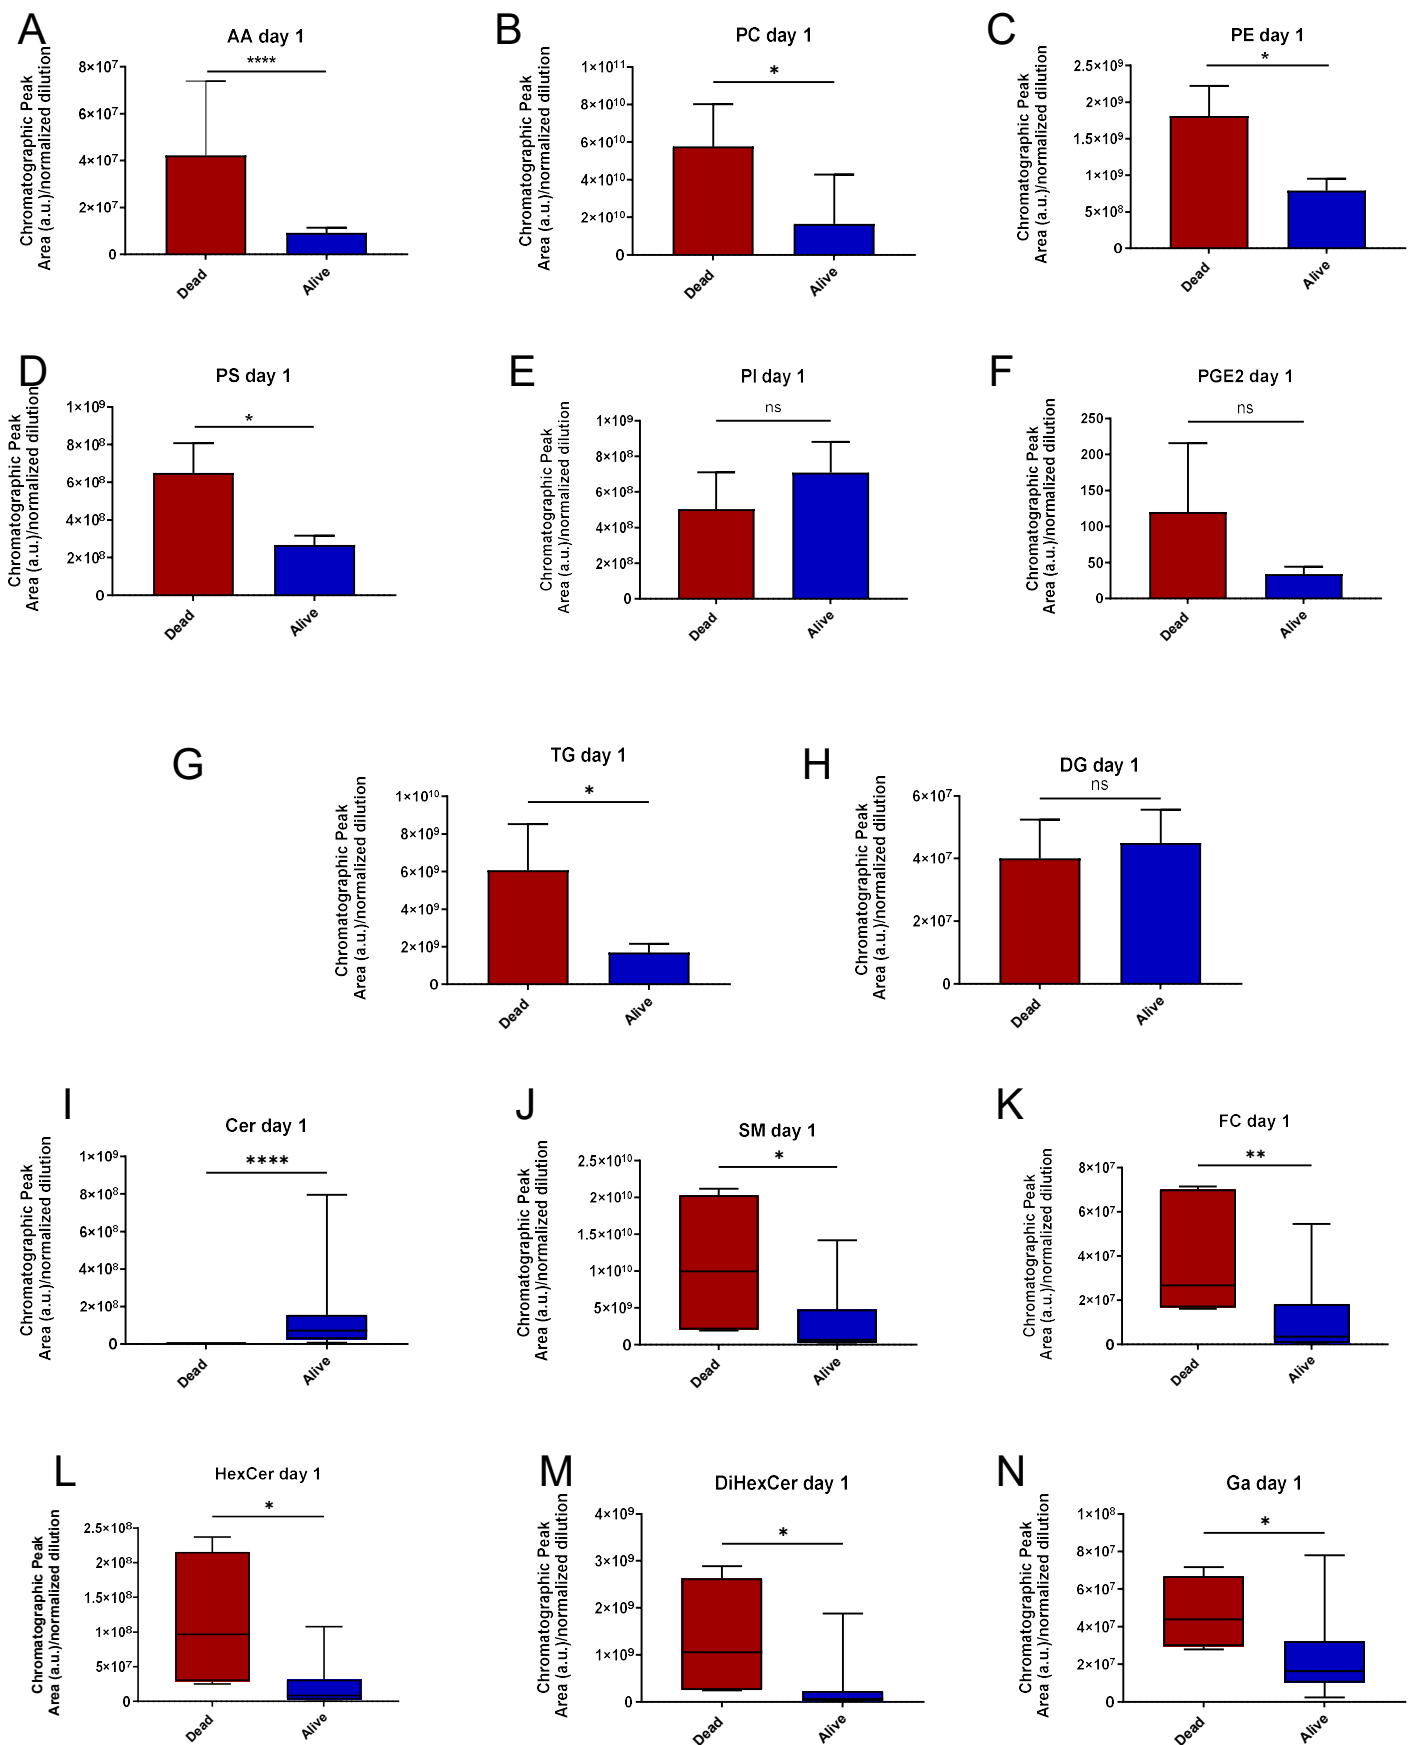 A
AA day 1
****
Chromatographic Peak
Area (a.u.)/normalized dilution
8×10⁷
6×10⁷
4×10⁷
2×10⁷
0
Dead
Alive
B
PC day 1
*
Chromatographic Peak
Area (a.u.)/normalized dilution
1×10¹¹
8×10¹⁰
6×10¹⁰
4×10¹⁰
2×10¹⁰
0
Dead
Alive
C
PE day 1
*
Chromatographic Peak
Area (a.u.)/normalized dilution
2.5×10⁹
2×10⁹
1.5×10⁹
1×10⁹
5×10⁸
0
Dead
Alive
D
PS day 1
*
Chromatographic Peak
Area (a.u.)/normalized dilution
1×10⁹
8×10⁸
6×10⁸
4×10⁸
2×10⁸
0
Dead
Alive
E
PI day 1
ns
Chromatographic Peak
Area (a.u.)/normalized dilution
1×10⁹
8×10⁸
6×10⁸
4×10⁸
2×10⁸
0
Dead
Alive
F
PGE2 day 1
ns
Chromatographic Peak
Area (a.u.)/normalized dilution
250
200
150
100
50
0
Dead
Alive
G
TG day 1
*
Chromatographic Peak
Area (a.u.)/normalized dilution
1×10¹⁰
8×10⁹
6×10⁹
4×10⁹
2×10⁹
0
Dead
Alive
H
DG day 1
ns
Chromatographic Peak
Area (a.u.)/normalized dilution
6×10⁷
4×10⁷
2×10⁷
0
Dead
Alive
I
Cer day 1
****
Chromatographic Peak
Area (a.u.)/normalized dilution
1×10⁹
8×10⁸
6×10⁸
4×10⁸
2×10⁸
0
Dead
Alive
J
SM day 1
*
Chromatographic Peak
Area (a.u.)/normalized dilution
2.5×10¹⁰
2×10¹⁰
1.5×10¹⁰
1×10¹⁰
5×10⁹
0
Dead
Alive
K
FC day 1
**
Chromatographic Peak
Area (a.u.)/normalized dilution
8×10⁷
6×10⁷
4×10⁷
2×10⁷
0
Dead
Alive
L
HexCer day 1
*
Chromatographic Peak
Area (a.u.)/normalized dilution
2.5×10⁸
2×10⁸
1.5×10⁸
1×10⁸
5×10⁷
0
Dead
Alive
M
DiHexCer day 1
*
Chromatographic Peak
Area (a.u.)/normalized dilution
4×10⁹
3×10⁹
2×10⁹
1×10⁹
0
Dead
Alive
N
Ga day 1
*
Chromatographic Peak
Area (a.u.)/normalized dilution
1×10⁸
8×10⁷
6×10⁷
4×10⁷
2×10⁷
0
Dead
Alive